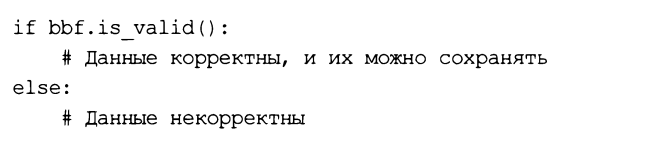 if bbf.is_valid():
    # Данные корректны, и их можно сохранять
else:
    # Данные некорректны